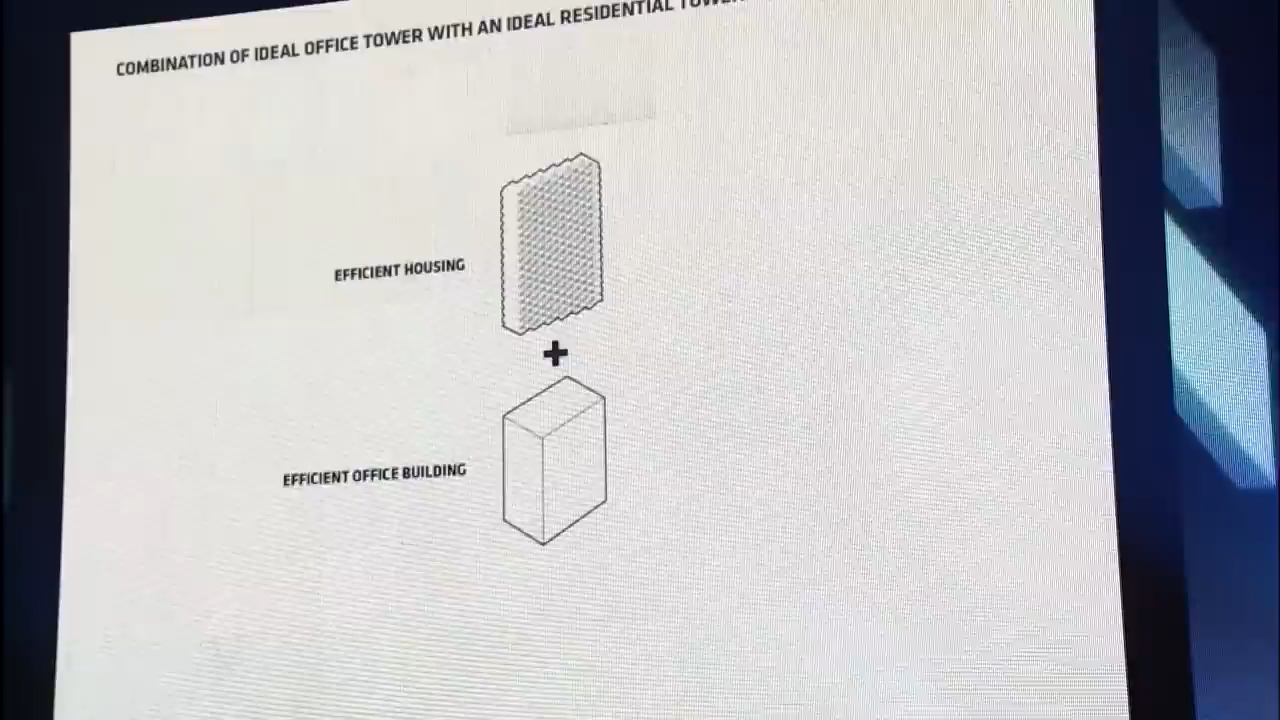 COMBINATION OF IDEAL OFFICE TOWER WITH AN IDEAL RESIDENTIAL
EFFICIENT HOUSING
+
EFFICIENT OFFICE BUILDING